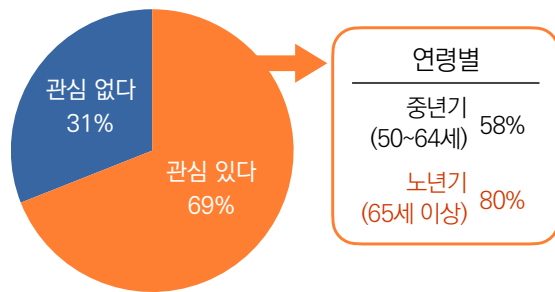 관심 없다
31%
관심 있다
69%
연령별
중년기
(50~64세) 58%
노년기
(65세 이상) 80%